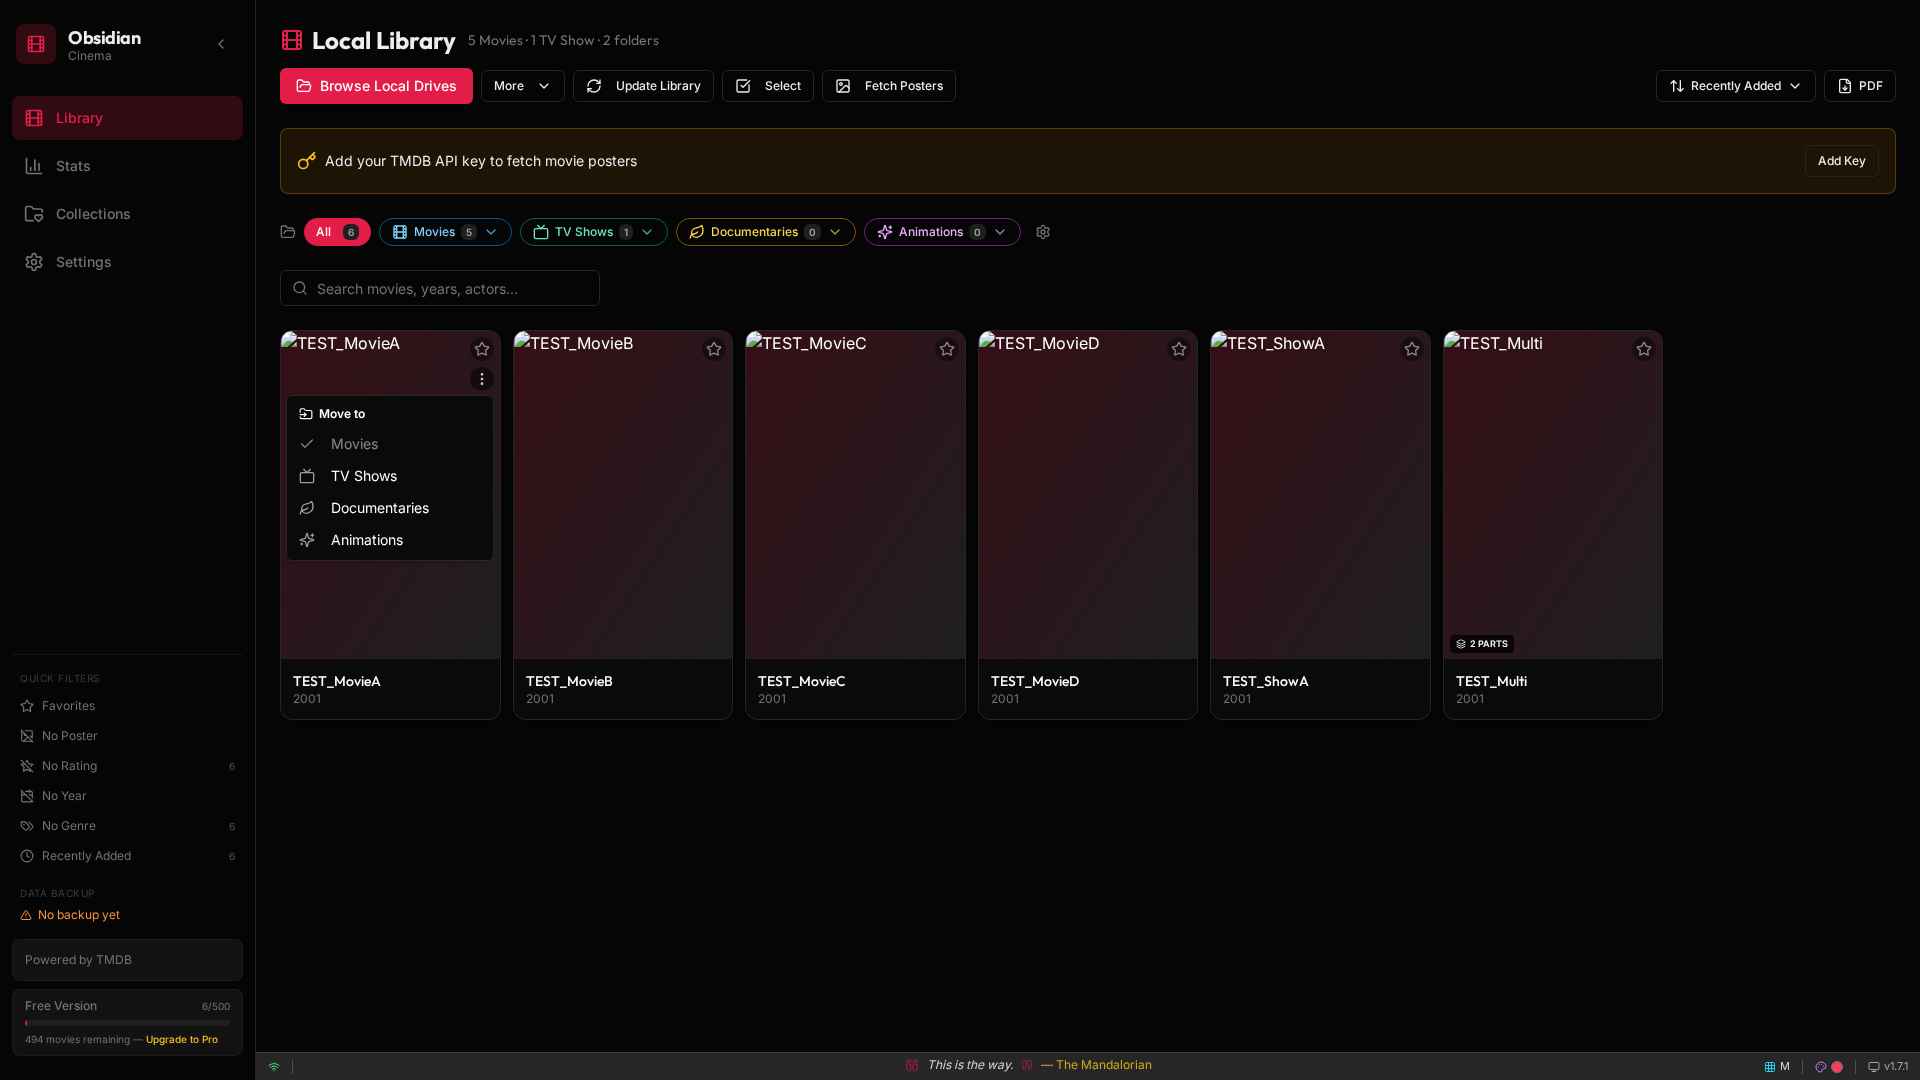 Obsidian
Cinema
Library
Stats
Collections
Settings
QUICK FILTERS
Favorites
No Poster
No Rating 6
No Year
No Genre 6
Recently Added 6
DATA BACKUP
No backup yet
Powered by TMDB
Free Version 6/500
494 movies remaining — Upgrade to Pro
Local Library 5 Movies · 1 TV Show · 2 folders
Browse Local Drives More Update Library Select Fetch Posters Recently Added PDF
Add your TMDB API key to fetch movie posters Add Key
All 6 Movies 5 TV Shows 1 Documentaries 0 Animations 0
Search movies, years, actors...
TEST_MovieA TEST_MovieB TEST_MovieC TEST_MovieD TEST_ShowA TEST_Multi
Move to
Movies
TV Shows
Documentaries
Animations
2 PARTS
TEST_MovieA TEST_MovieB TEST_MovieC TEST_MovieD TEST_ShowA TEST_Multi
2001 2001 2001 2001 2001 2001
This is the way. — The Mandalorian M v1.7.1